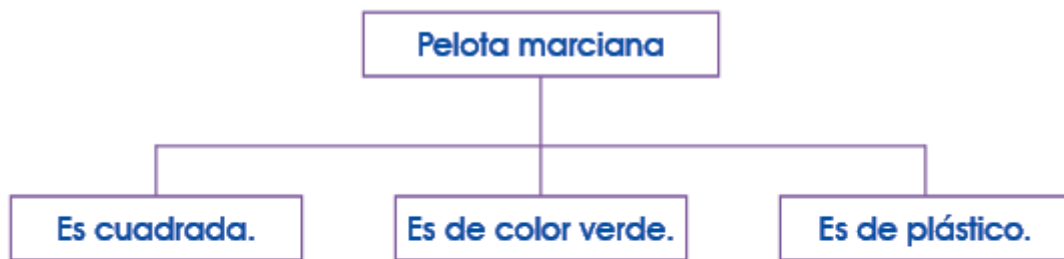 Pelota marciana
Es cuadrada.
Es de color verde.
Es de plástico.